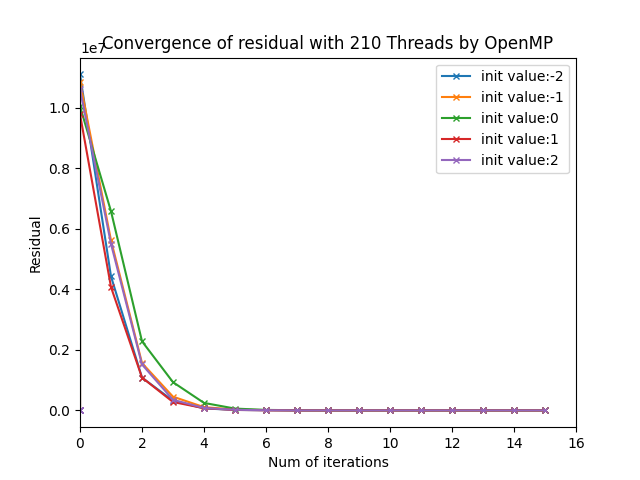 Convergence of residual with 210 Threads by OpenMP
1e7
init value:-2
init value:-1
init value:0
init value:1
init value:2
1.0
0.8
0.6
0.4
0.2
0.0
Residual
0 2 4 6 8 10 12 14 16
Num of iterations